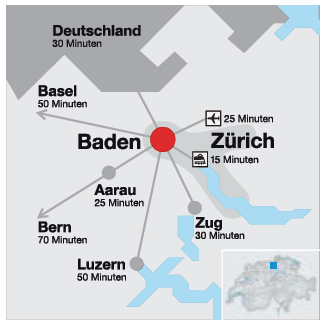 Deutschland
30 Minuten
Basel
50 Minuten
25 Minuten
Baden
Zürich
15 Minuten
Aarau
25 Minuten
Bern
70 Minuten
Zug
30 Minuten
Luzern
50 Minuten